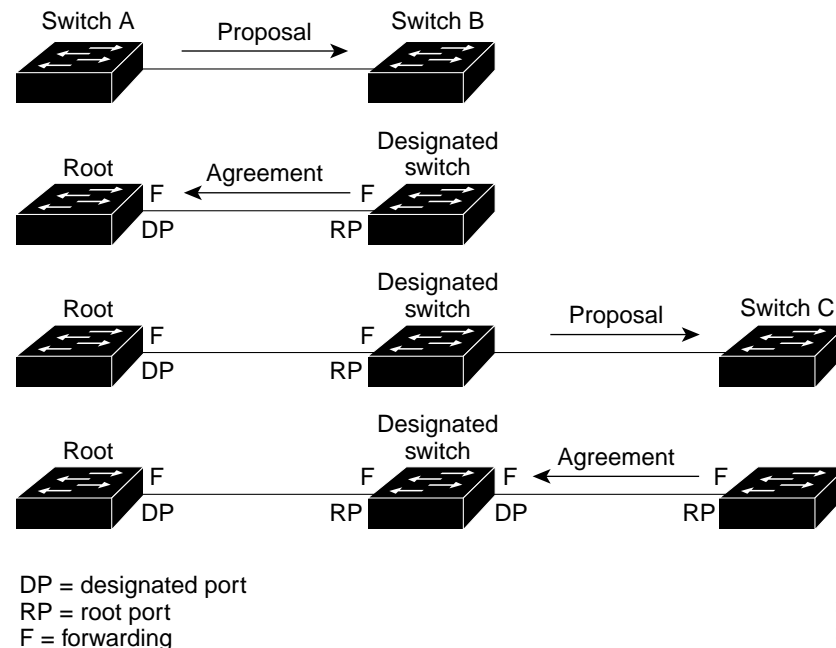 Switch A
Proposal
Switch B
Root
F
Agreement
F
Designated
switch
DP
RP
Root
F
F
Designated
switch
Proposal
Switch C
DP
RP
Root
F
F
Designated
switch
F
Agreement
F
DP
RP
DP
RP
DP = designated port
RP = root port
F = forwarding